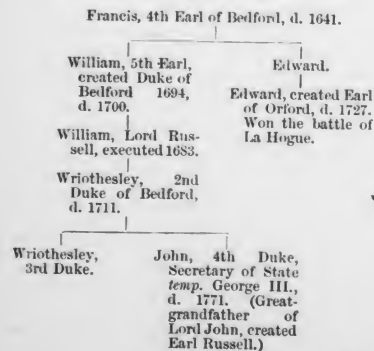 Francis, 4th Earl of Bedford, d. 1641.
William, 5th Earl,
created Duke of
Bedford 1694,
d. 1700.
Edward.
Edward, created Earl
of Orford, d. 1727.
Won the battle of
La Hogue.
William, Lord Rus-
sell, executed 1683.
Wriothesley, 2nd
Duke of Bedford,
d. 1711.
Wriothesley,
3rd Duke.
John, 4th Duke,
Secretary of State
temp. George III.,
d. 1771. (Great-
grandfather of
Lord John, created
Earl Russell.)